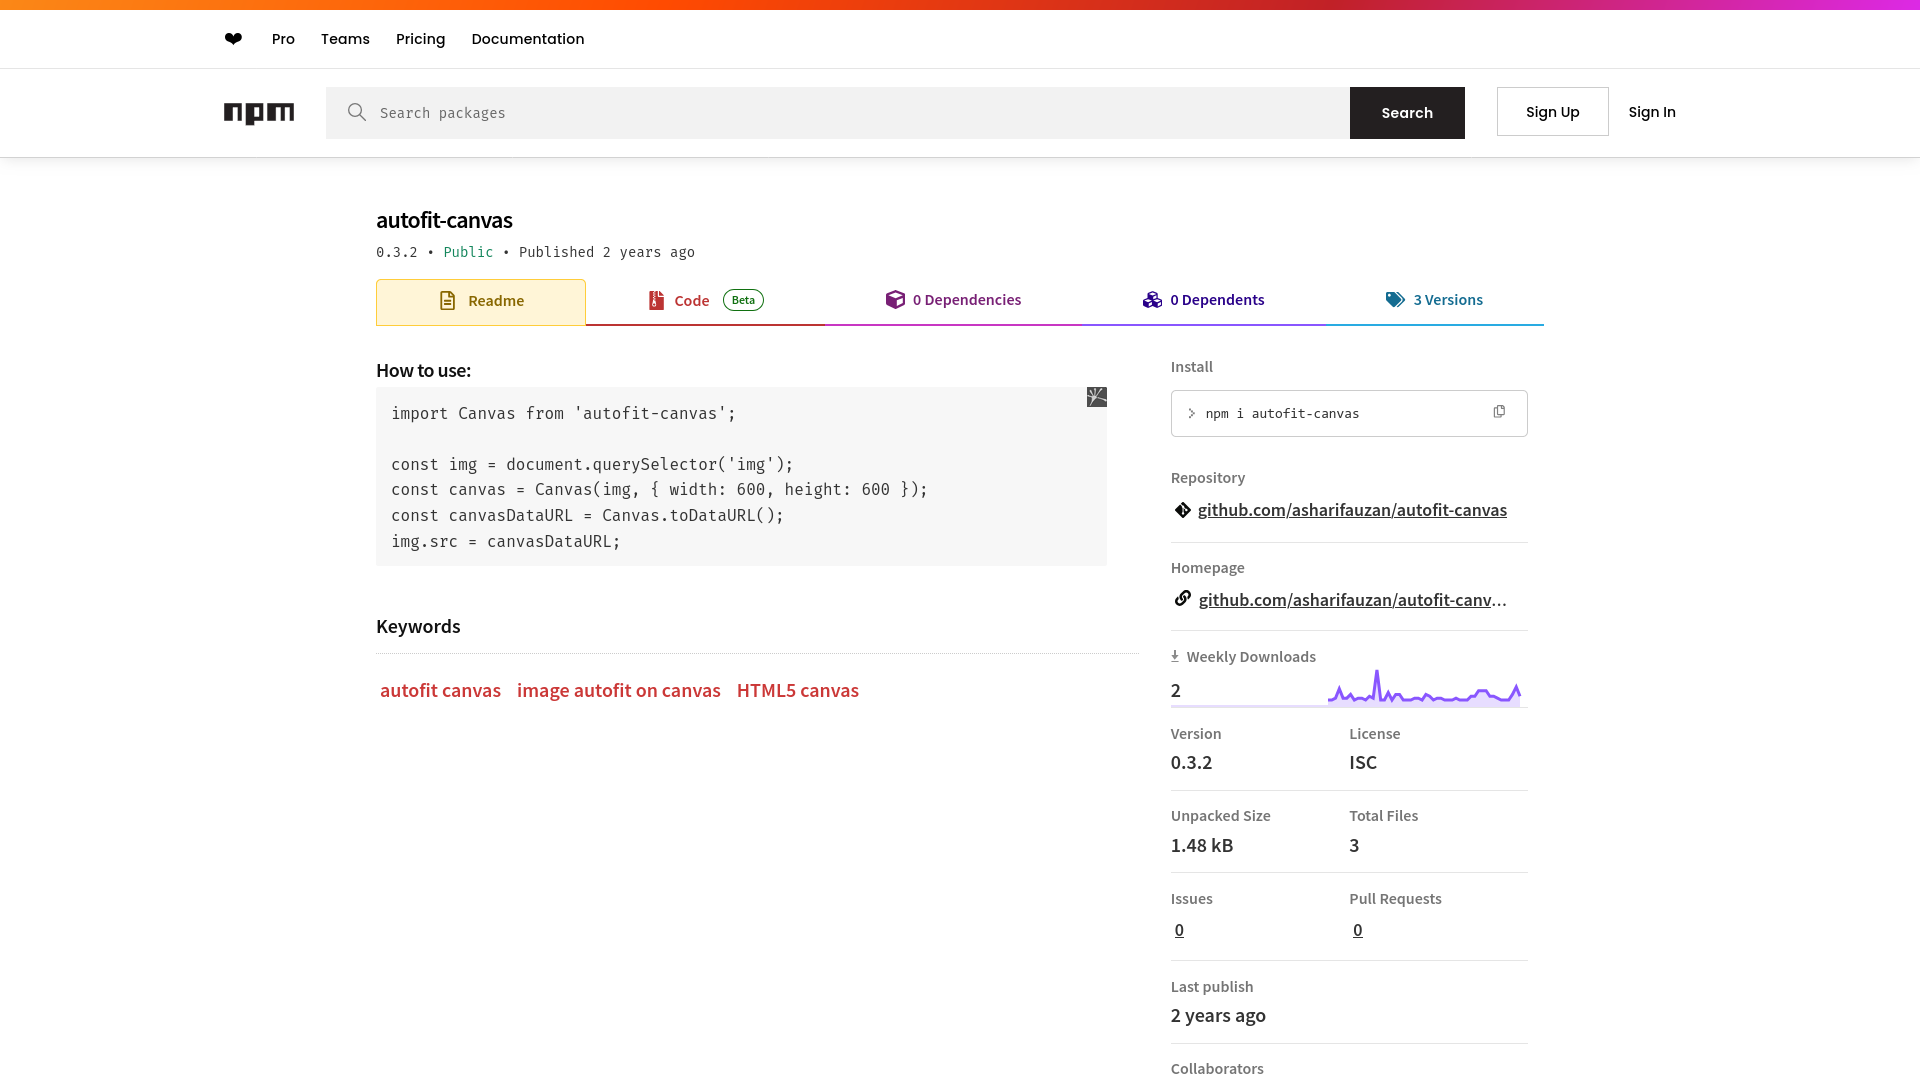 ❤
Pro
Teams
Pricing
Documentation
npm
Search packages
Search
Sign Up
Sign In
autofit-canvas
0.3.2 • Public • Published 2 years ago
Readme
Code Beta
0 Dependencies
0 Dependents
3 Versions
How to use:
import Canvas from 'autofit-canvas';
const img = document.querySelector('img');
const canvas = Canvas(img, { width: 600, height: 600 });
const canvasDataURL = Canvas.toDataURL();
img.src = canvasDataURL;
Keywords
autofit canvas image autofit on canvas HTML5 canvas
Install
npm i autofit-canvas
Repository
github.com/asharifauzan/autofit-canvas
Homepage
github.com/asharifauzan/autofit-canv…
Weekly Downloads
2
Version
License
0.3.2
ISC
Unpacked Size
Total Files
1.48 kB
3
Issues
Pull Requests
0
0
Last publish
2 years ago
Collaborators